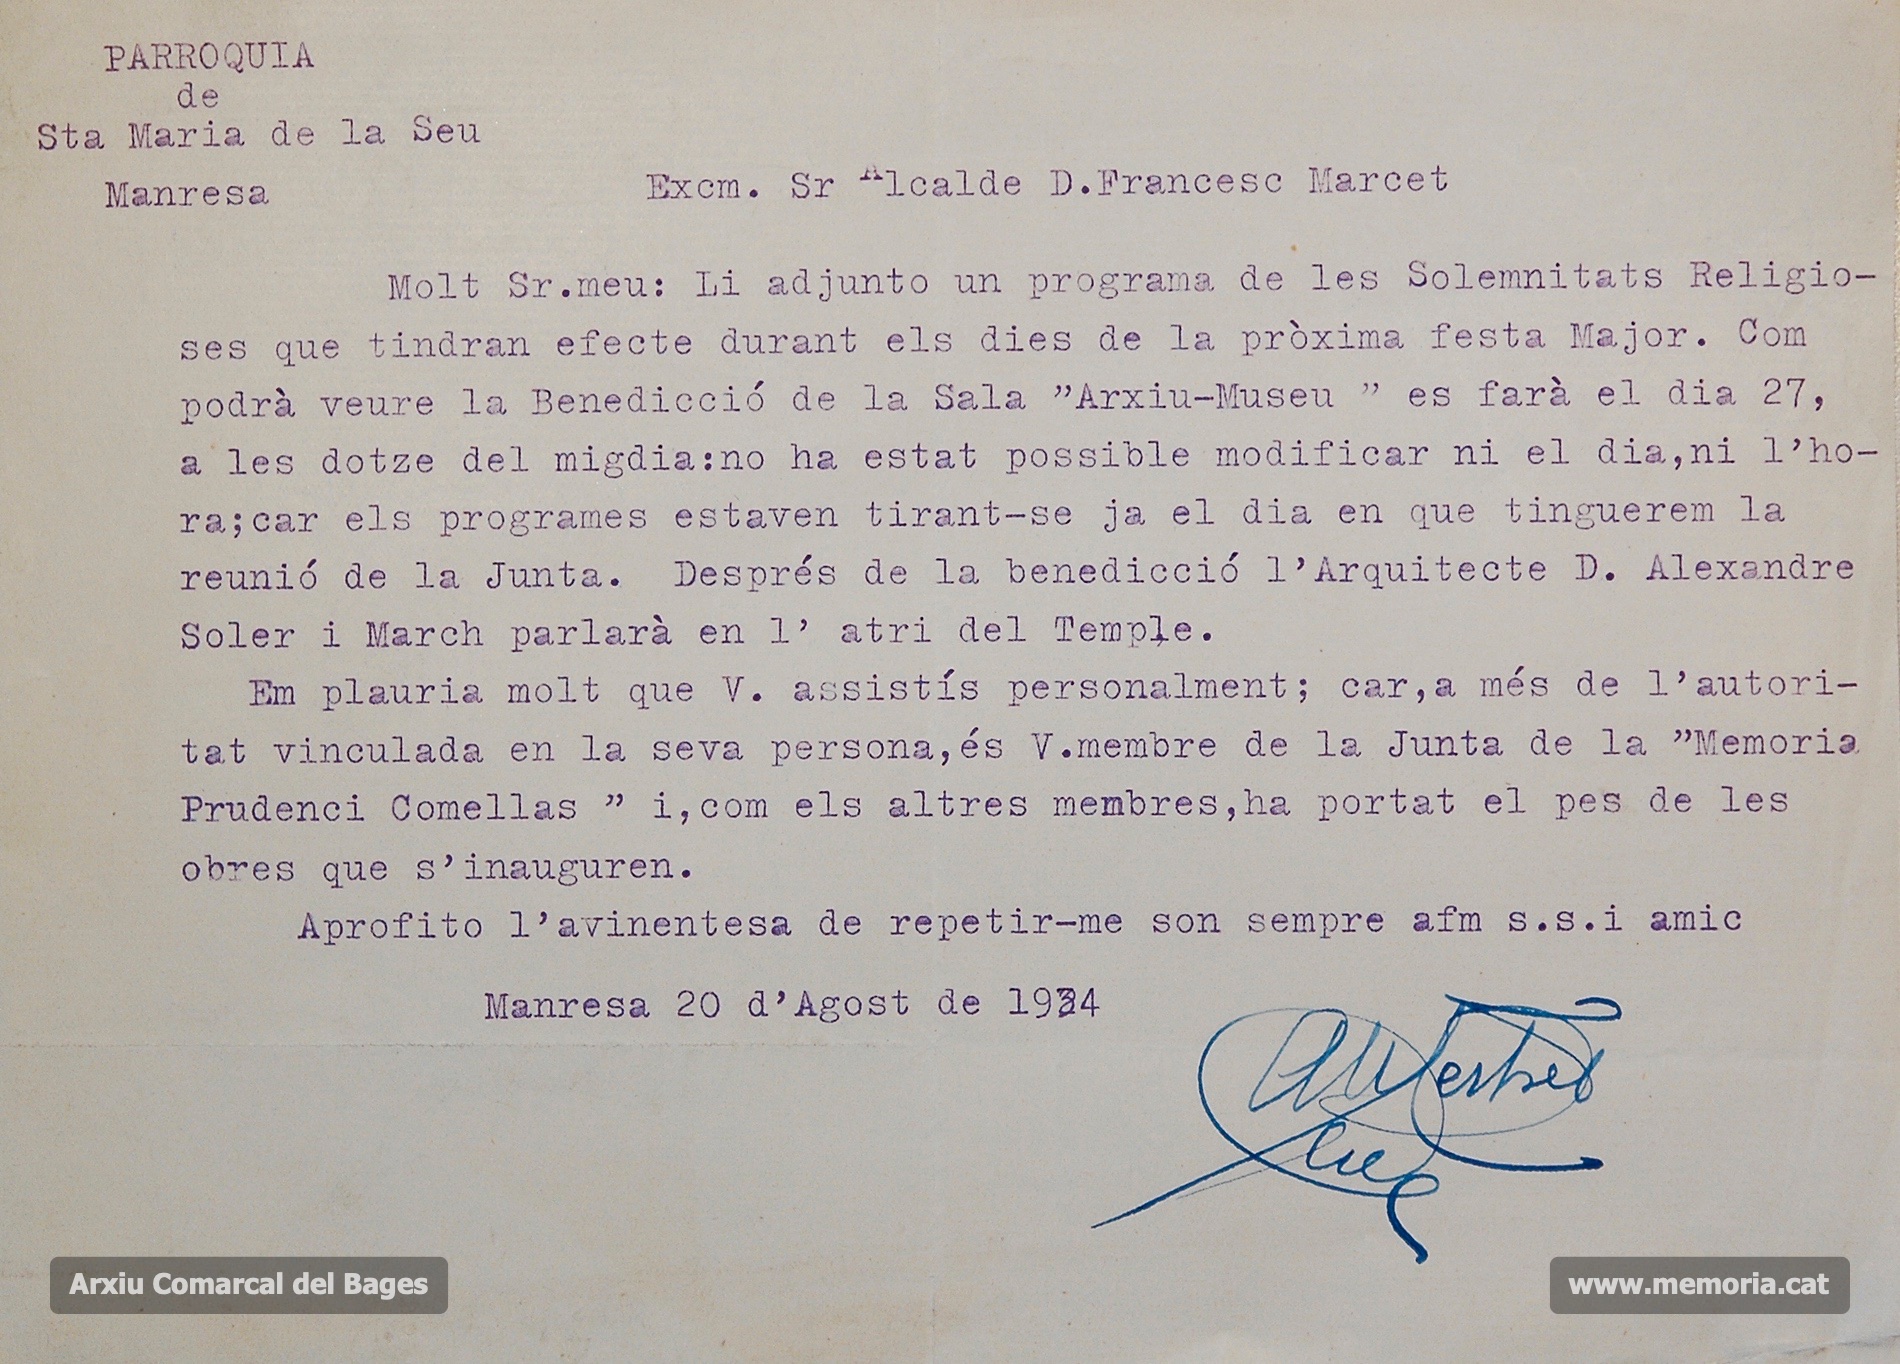 PARROQUIA
de
Sta Maria de la Seu
Manresa
Excm. Sr Alcalde D.Francesc Marcet
Molt Sr.meu: Li adjunto un programa de les Solemnitats Religio-
ses que tindran efecte durant els dies de la pròxima festa Major. Com
podrà veure la Benedicció de la Sala "Arxiu-Museu " es farà el dia 27,
a les dotze del migdia:no ha estat possible modificar ni el dia,ni l'ho-
ra;car els programes estaven tirant-se ja el dia en que tinguerem la
reunió de la Junta. Després de la benedicció l'Arquitecte D. Alexandre
Soler i March parlarà en l' atri del Temple.
Em plauria molt que V. assistís personalment; car,a més de l'autori-
tat vinculada en la seva persona,és V.membre de la Junta de la "Memoria
Prudenci Comellas " i,com els altres membres,ha portat el pes de les
obres que s'inauguren.
Aprofito l'avinentesa de repetir-me son sempre afm s.s.i amic
Manresa 20 d'Agost de 1934
Arxiu Comarcal del Bages
www.memoria.cat